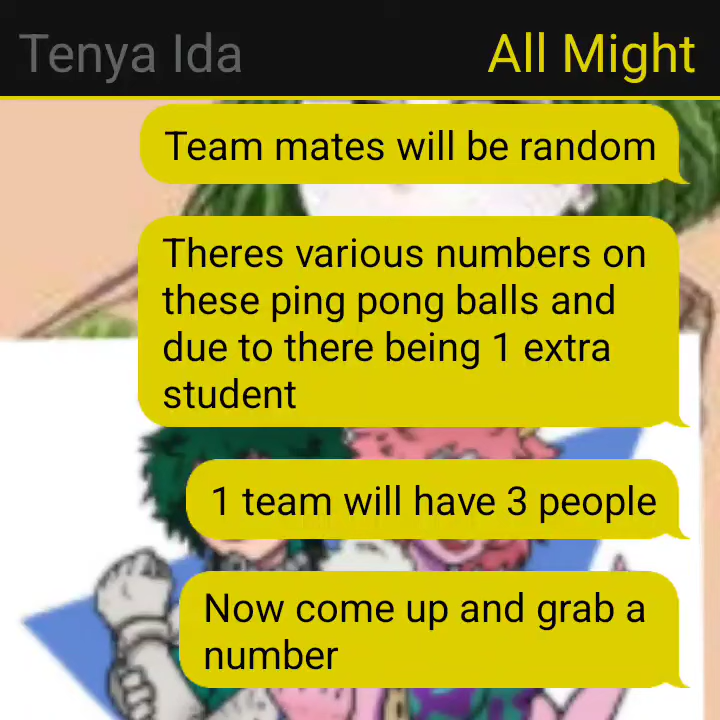 Tenya Ida
All Might
Team mates will be random
Theres various numbers on
these ping pong balls and
due to there being 1 extra
student
1 team will have 3 people
Now come up and grab a
number